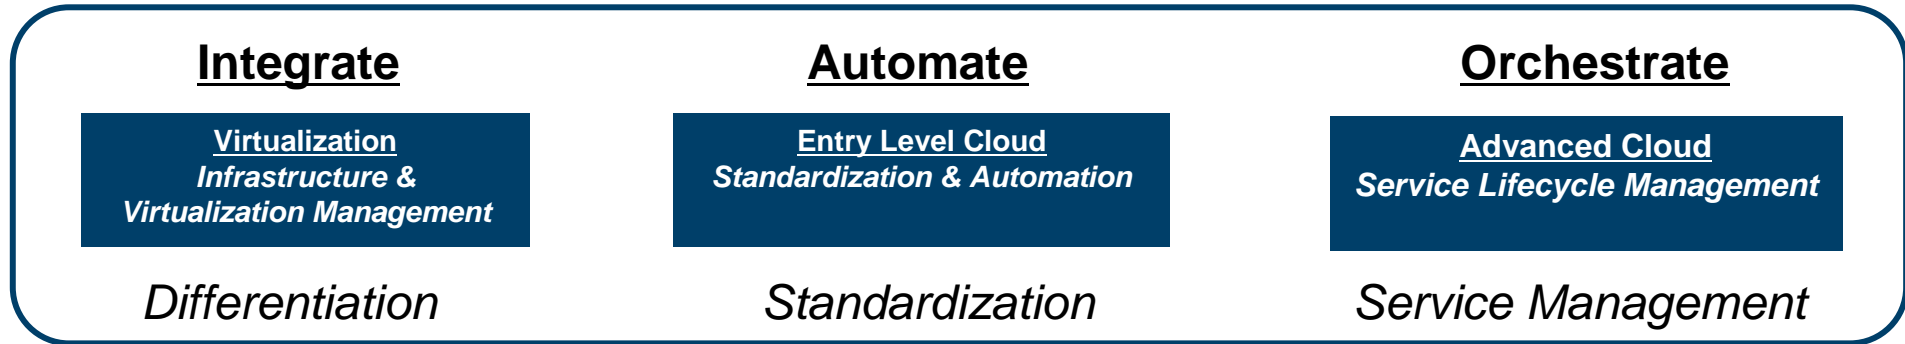 Integrate
Virtualization
Infrastructure &
Virtualization Management
Differentiation
Automate
Entry Level Cloud
Standardization & Automation
Standardization
Orchestrate
Advanced Cloud
Service Lifecycle Management
Service Management